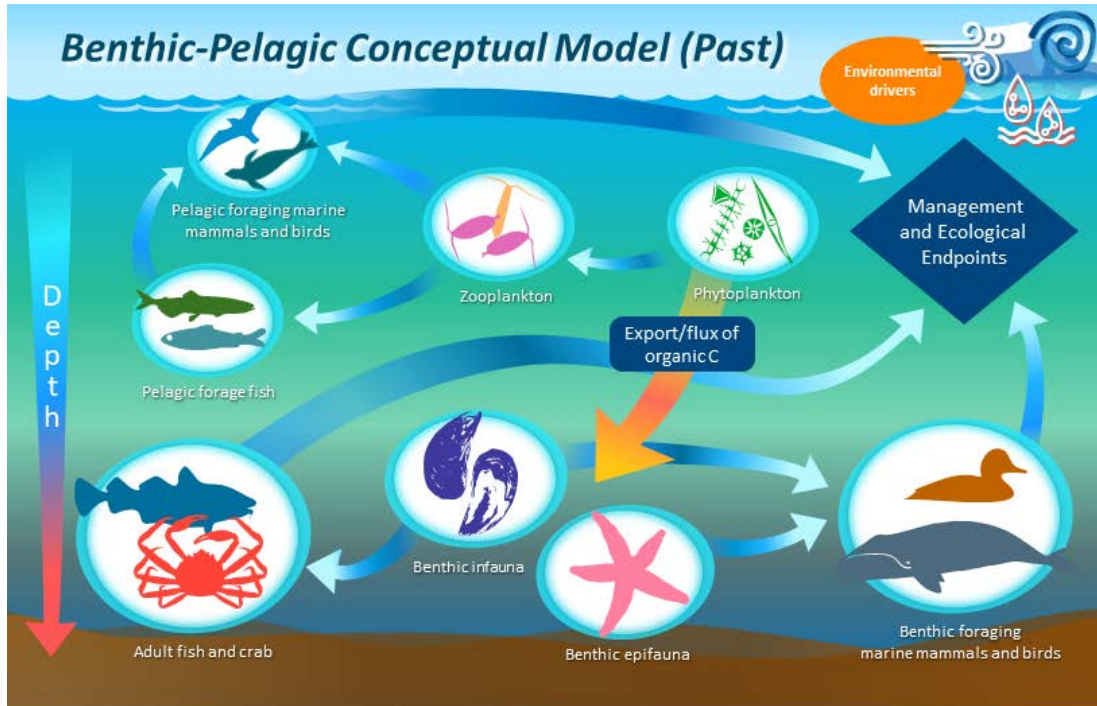 Benthic-Pelagic Conceptual Model (Past)
Environmental
drivers
Pelagic foraging marine
mammals and birds
Zooplankton
Phytoplankton
Management
and Ecological
Endpoints
Depth
Export/flux of
organic C
Pelagic forage fish
Benthic infauna
Adult fish and crab
Benthic epifauna
Benthic foraging
marine mammals and birds